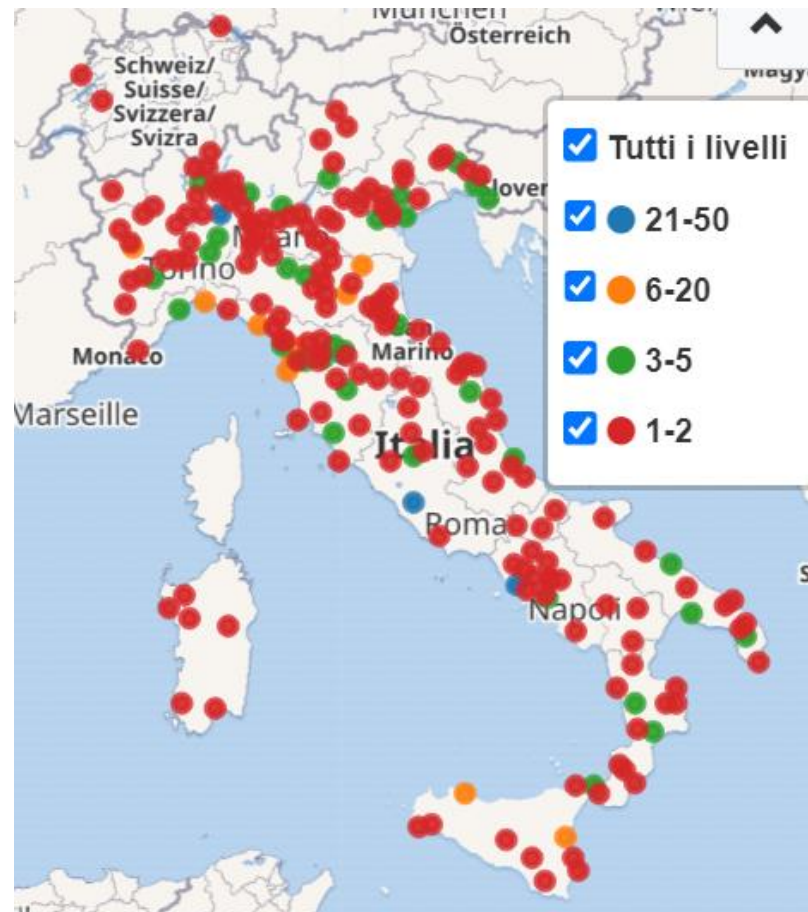 München
Österreich
Schweiz/
Suisse/
Svizzera/
Svizra
Magy
Tutti i livelli
21-50
6-20
3-5
1-2
Torino
Monaco
Marino
Marseille
Italia
Roma
Napoli